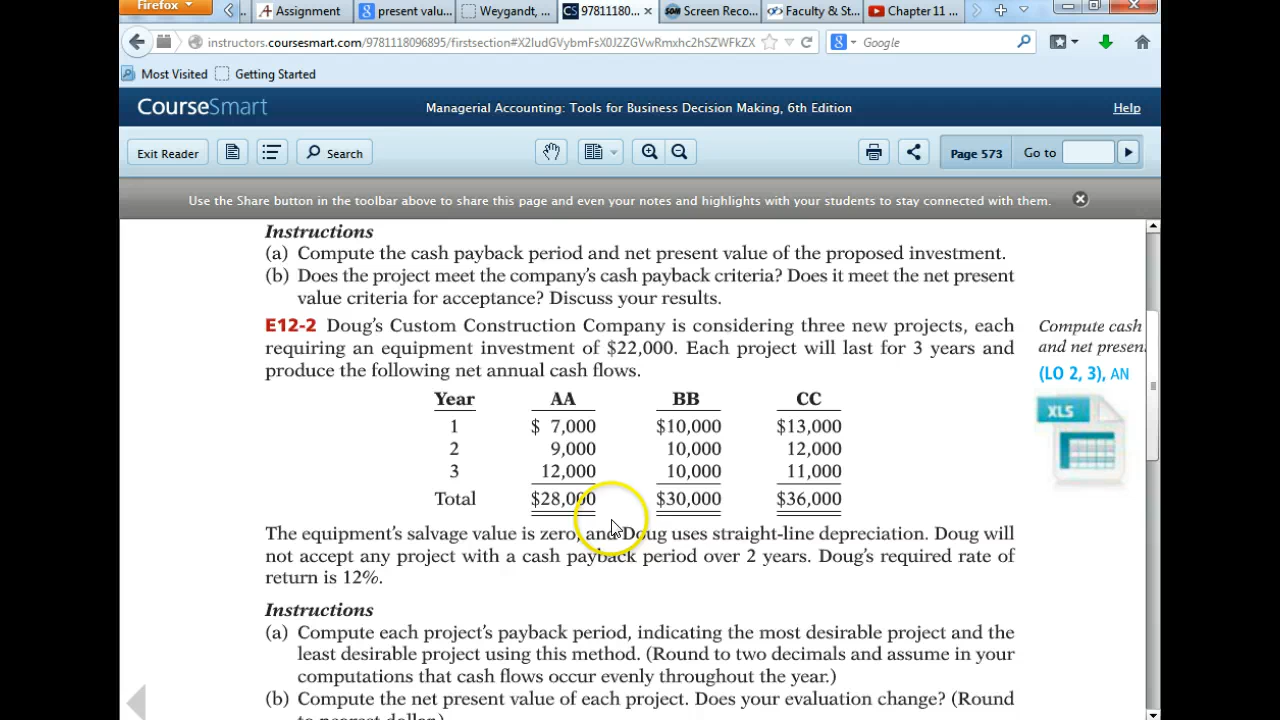 Firefox
Assignment
present valu...
Weygandt, ...
CS 97811180...
SGM Screen Reco...
Faculty & St...
Chapter11 ...
instructors.coursesmart.com/9781118096895/firstsection#X2ludGVybmFsX0J2ZGVwRmxhc2hSZWFkZX
Google
Most Visited
Getting Started
CourseSmart
Managerial Accounting: Tools for Business Decision Making, 6th Edition
Help
Exit Reader
Search
Page 573
Go to
Use the Share button in the toolbar above to share this page and even your notes and highlights with your students to stay connected with them.
Instructions
(a) Compute the cash payback period and net present value of the proposed investment.
(b) Does the project meet the company's cash payback criteria? Does it meet the net present
value criteria for acceptance? Discuss your results.
E12-2 Doug's Custom Construction Company is considering three new projects, each
requiring an equipment investment of $22,000. Each project will last for 3 years and
produce the following net annual cash flows.
Compute cash
and net presen
(LO 2, 3), AN
XLS
Year AA BB CC
1 $ 7,000 $10,000 $13,000
2 9,000 10,000 12,000
3 12,000 10,000 11,000
Total $28,000 $30,000 $36,000
The equipment's salvage value is zero, and Doug uses straight-line depreciation. Doug will
not accept any project with a cash payback period over 2 years. Doug's required rate of
return is 12%.
Instructions
(a) Compute each project's payback period, indicating the most desirable project and the
least desirable project using this method. (Round to two decimals and assume in your
computations that cash flows occur evenly throughout the year.)
(b) Compute the net present value of each project. Does your evaluation change? (Round
to nearest dollar.)